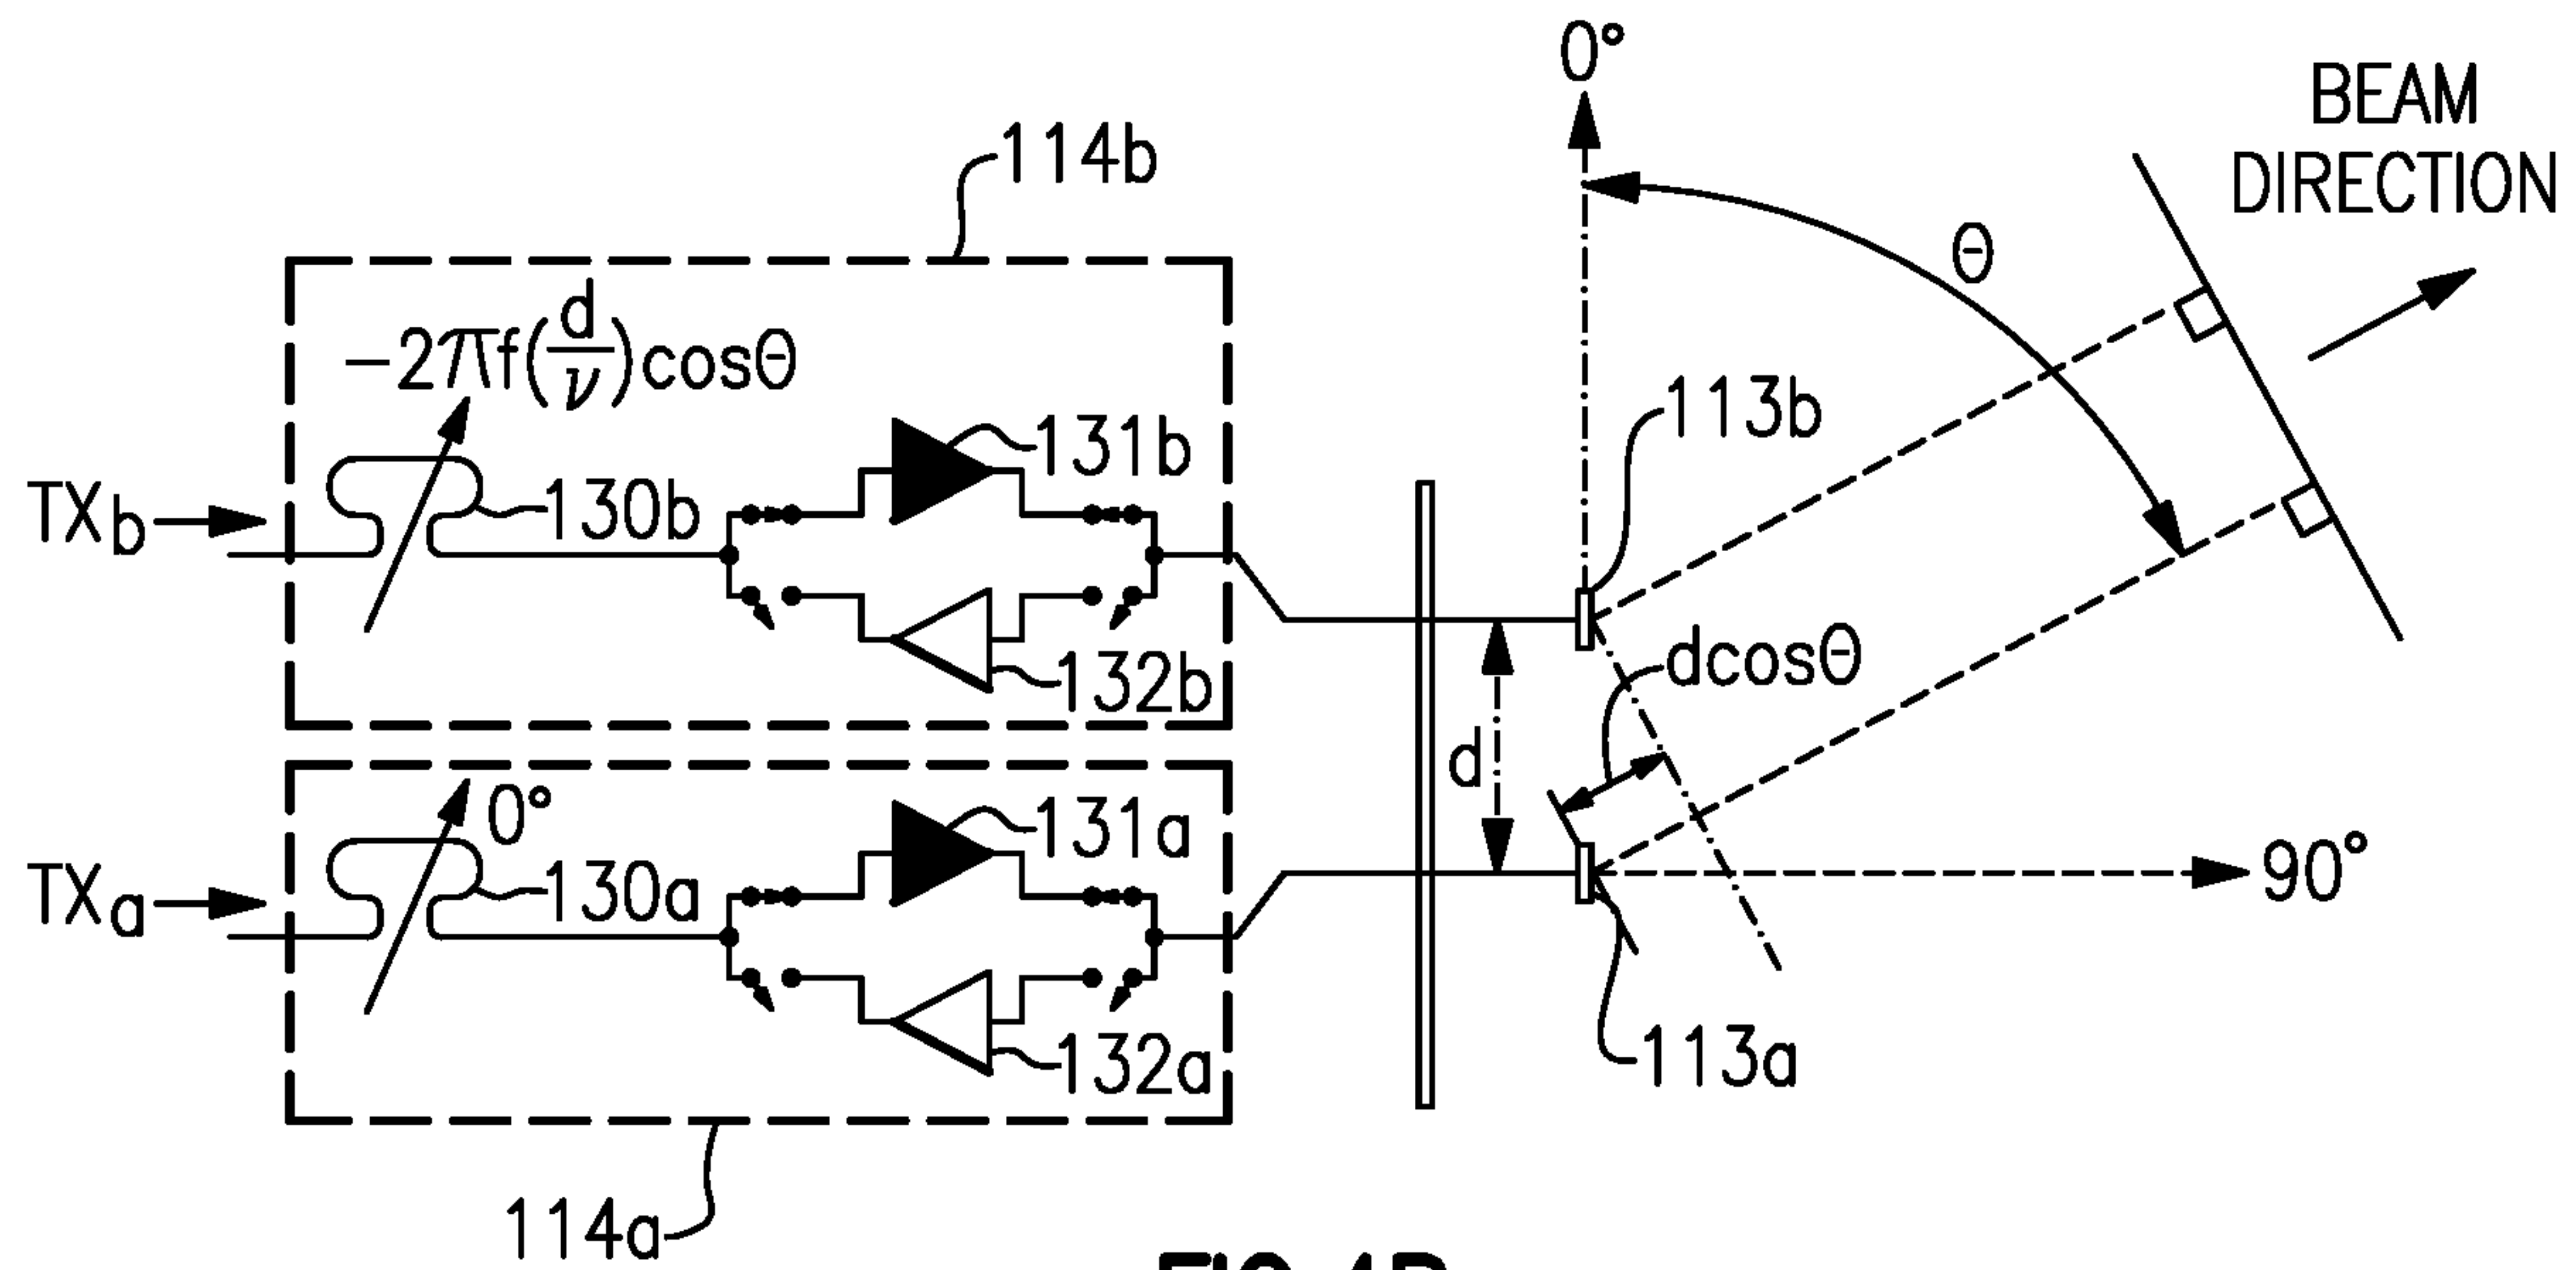 0°
BEAM
DIRECTION
114b
θ
−2πf(d/ν)cosθ
113b
131b
TXb
130b
132b
dcosθ
d
0°
131a
TXa
130a
90°
132a
113a
114a